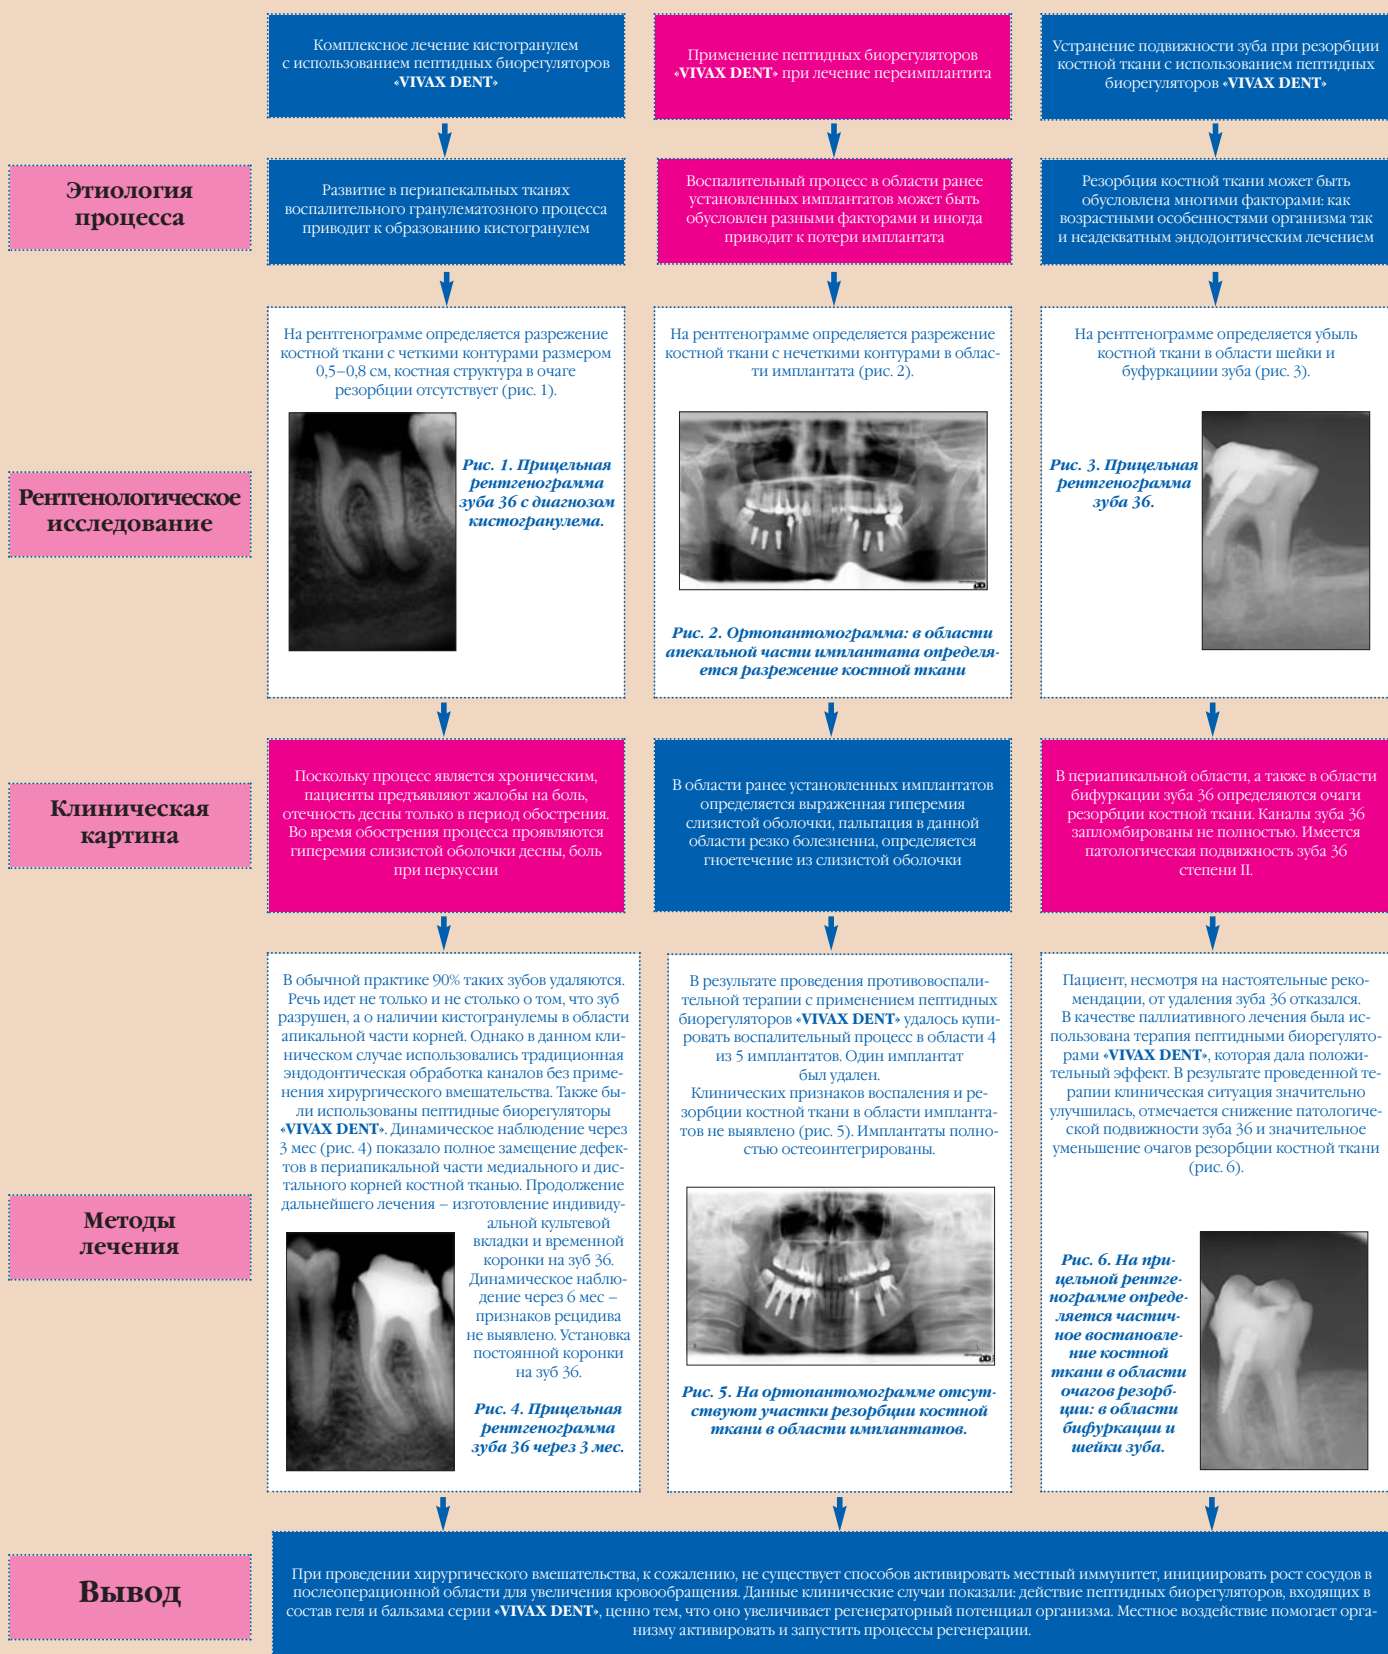 Комплексное лечение кистогранулем
с использованием пептидных биорегуляторов
«VIVAX DENT»
Применение пептидных биорегуляторов
«VIVAX DENT» при лечение переимплантита
Устранение подвижности зуба при резорбции
костной ткани с использованием пептидных
биорегуляторов «VIVAX DENT»
Этиология
процесса
Развитие в периапекальных тканях
воспалительного гранулематозного процесса
приводит к образованию кистогранулем
Воспалительный процесс в области ранее
установленных имплантатов может быть
обусловлен разными факторами и иногда
приводит к потери имплантата
Резорбция костной ткани может быть
обусловлена многими факторами: как
возрастными особенностями организма так
и неадекватным эндодонтическим лечением
Рентгенологическое
исследование
На рентгенограмме определяется разрежение
костной ткани с четкими контурами размером
0,5–0,8 см, костная структура в очаге
резорбции отсутствует (рис. 1).
Рис. 1. Прицельная
рентгенограмма
зуба 36 с диагнозом
кистогранулема.
На рентгенограмме определяется разрежение
костной ткани с нечеткими контурами в облас-
ти имплантата (рис. 2).
Рис. 2. Ортопантомограмма: в области
апекальной части имплантата определя-
ется разрежение костной ткани
На рентгенограмме определяется убыль
костной ткани в области шейки и
буфуркациии зуба (рис. 3).
Рис. 3. Прицельная
рентгенограмма
зуба 36.
Клиническая
картина
Поскольку процесс является хроническим,
пациенты предъявляют жалобы на боль,
отечность десны только в период обострения.
Во время обострения процесса проявляются
гиперемия слизистой оболочки десны, боль
при перкуссии
В области ранее установленных имплантатов
определяется выраженная гиперемия
слизистой оболочки, пальпация в данной
области резко болезненна, определяется
гноетечение из слизистой оболочки
В периапикальной области, а также в области
бифуркации зуба 36 определяются очаги
резорбции костной ткани. Каналы зуба 36
запломбированы не полностью. Имеется
патологическая подвижность зуба 36
степени II.
Методы
лечения
В обычной практике 90% таких зубов удаляются.
Речь идет не только и не столько о том, что зуб
разрушен, а о наличии кистогранулемы в области
апикальной части корней. Однако в данном кли-
ническом случае использовались традиционная
эндодонтическая обработка каналов без приме-
нения хирургического вмешательства. Также бы-
ли использованы пептидные биорегуляторы
«VIVAX DENT». Динамическое наблюдение через
3 мес (рис. 4) показало полное замещение дефек-
тов в периапикальной части медиального и дис-
тального корней костной тканью. Продолжение
дальнейшего лечения – изготовление индивиду-
альной культевой
вкладки и временной
коронки на зуб 36.
Динамическое наблю-
дение через 6 мес –
признаков рецидива
не выявлено. Установка
постоянной коронки
на зуб 36.
Рис. 4. Прицельная
рентгенограмма
зуба 36 через 3 мес.
В результате проведения противовоспали-
тельной терапии с применением пептидных
биорегуляторов «VIVAX DENT» удалось купи-
ровать воспалительный процесс в области 4
из 5 имплантатов. Один имплантат
был удален.
Клинических признаков воспаления и ре-
зорбции костной ткани в области импланта-
тов не выявлено (рис. 5). Имплантаты полно-
стью остеоинтегрированы.
Рис. 5. На ортопантомограмме отсут-
ствуют участки резорбции костной
ткани в области имплантатов.
Пациент, несмотря на настоятельные реко-
мендации, от удаления зуба 36 отказался.
В качестве паллиативного лечения была ис-
пользована терапия пептидными биорегулято-
рами «VIVAX DENT», которая дала положи-
тельный эффект. В результате проведенной те-
рапии клиническая ситуация значительно
улучшилась, отмечается снижение патологиче-
ской подвижности зуба 36 и значительное
уменьшение очагов резорбции костной ткани
(рис. 6).
Рис. 6. На при-
цельной рентге-
нограмме опреде-
ляется частич-
ное востановле-
ние костной
ткани в области
очагов резорб-
ции: в области
бифуркации и
шейки зуба.
Вывод
При проведении хирургического вмешательства, к сожалению, не существует способов активировать местный иммунитет, инициировать рост сосудов в
послеоперационной области для увеличения кровообращения. Данные клинические случаи показали: действие пептидных биорегуляторов, входящих в
состав геля и бальзама серии «VIVAX DENT», ценно тем, что оно увеличивает регенераторный потенциал организма. Местное воздействие помогает орга-
низму активировать и запустить процессы регенерации.